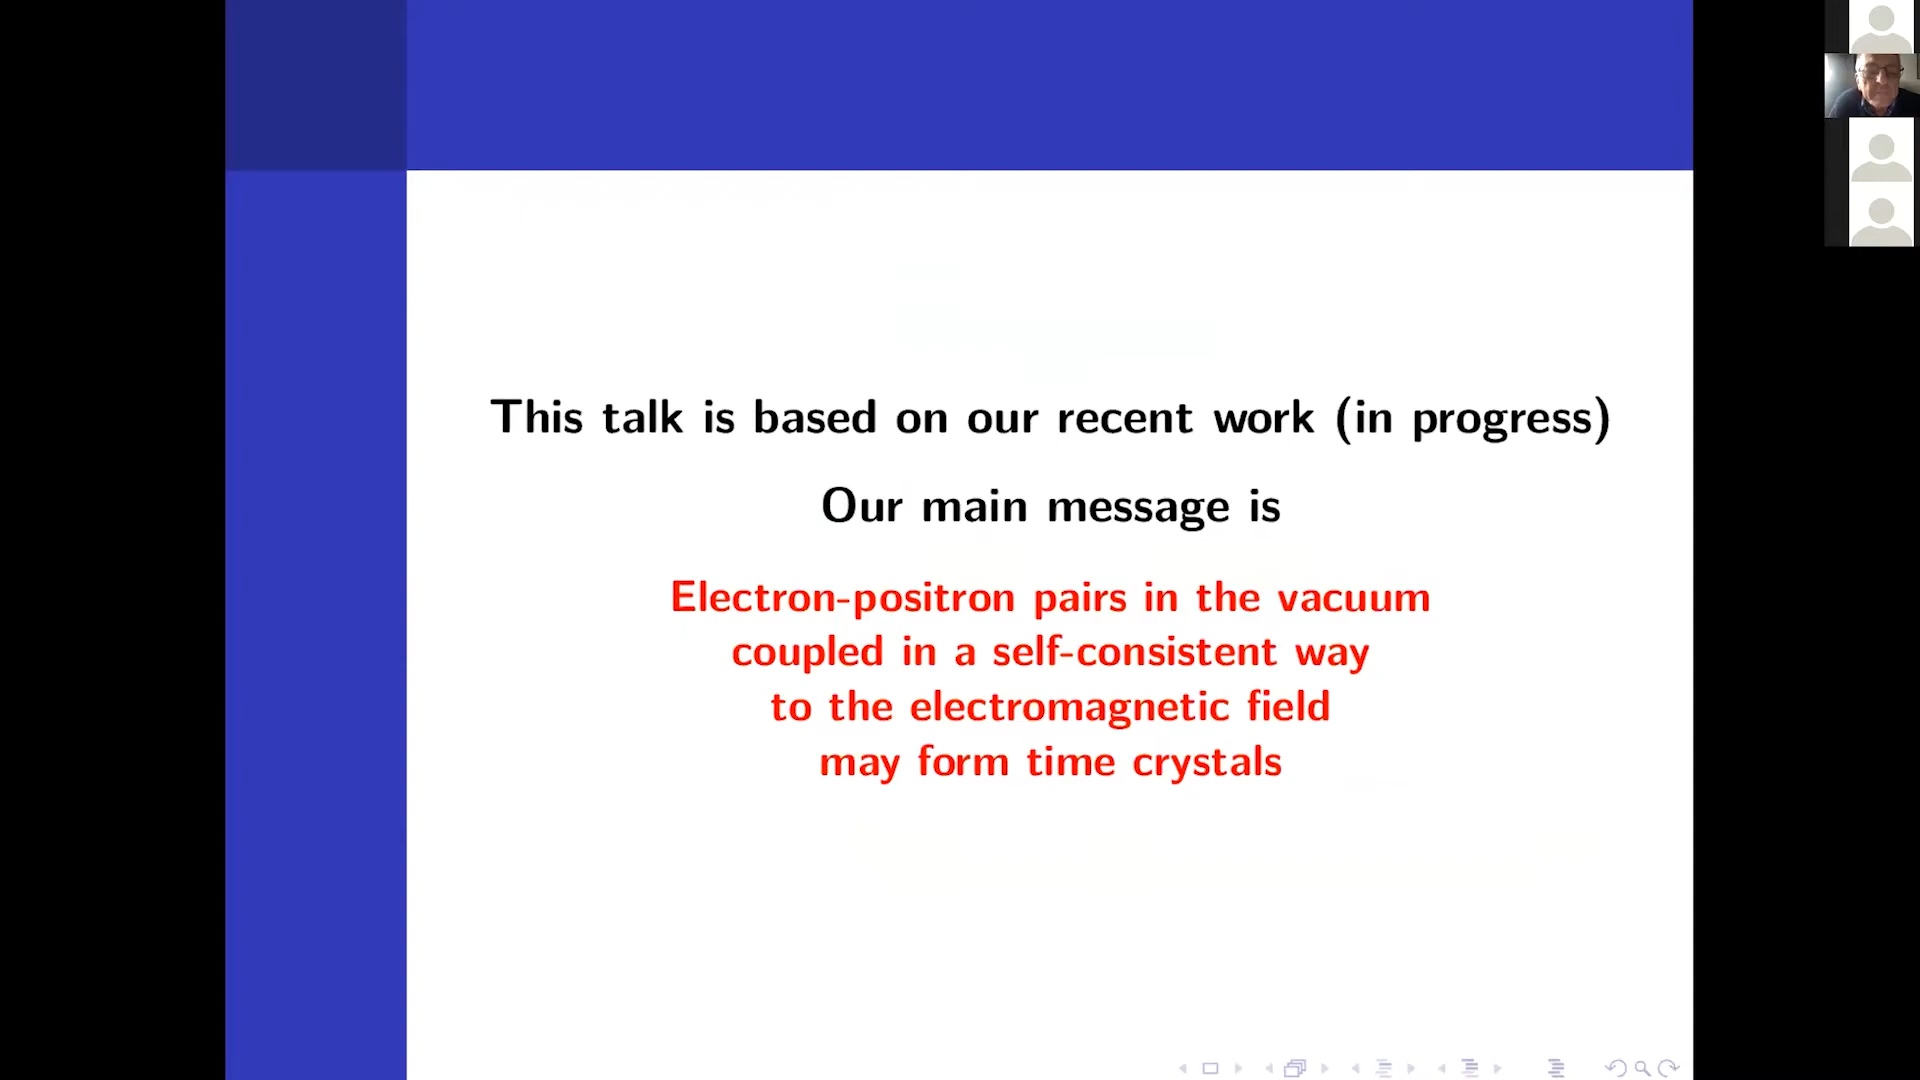 This talk is based on our recent work (in progress)
Our main message is
Electron-positron pairs in the vacuum
coupled in a self-consistent way
to the electromagnetic field
may form time crystals